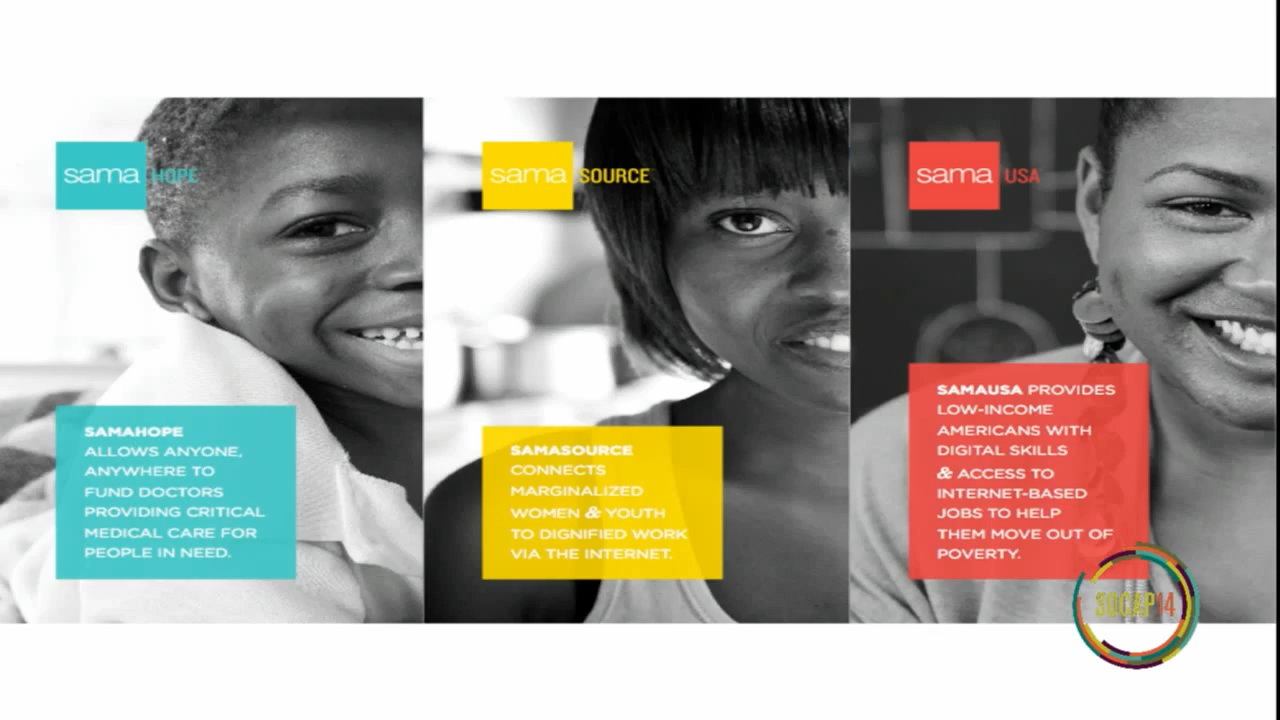 sama HOPE
SAMAHOPE
ALLOWS ANYONE,
ANYWHERE TO
FUND DOCTORS
PROVIDING CRITICAL
MEDICAL CARE FOR
PEOPLE IN NEED.
sama SOURCE
SAMASOURCE
CONNECTS
MARGINALIZED
WOMEN & YOUTH
TO DIGNIFIED WORK
VIA THE INTERNET.
sama USA
SAMAUSA PROVIDES
LOW-INCOME
AMERICANS WITH
DIGITAL SKILLS
& ACCESS TO
INTERNET-BASED
JOBS TO HELP
THEM MOVE OUT OF
POVERTY.
SOCAP14